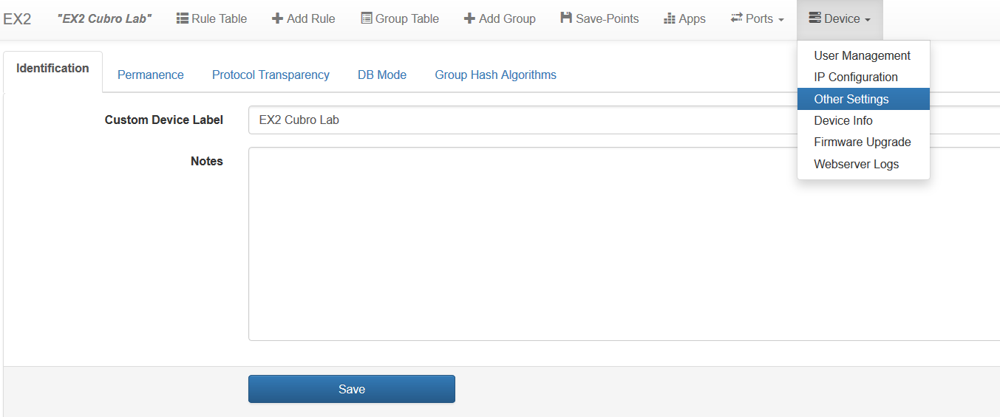 EX2 "EX2 Cubro Lab" Rule Table Add Rule Group Table Add Group Save-Points Apps Ports Device
User Management
IP Configuration
Other Settings
Device Info
Firmware Upgrade
Webserver Logs
Identification Permanence Protocol Transparency DB Mode Group Hash Algorithms
Custom Device Label EX2 Cubro Lab
Notes
Save